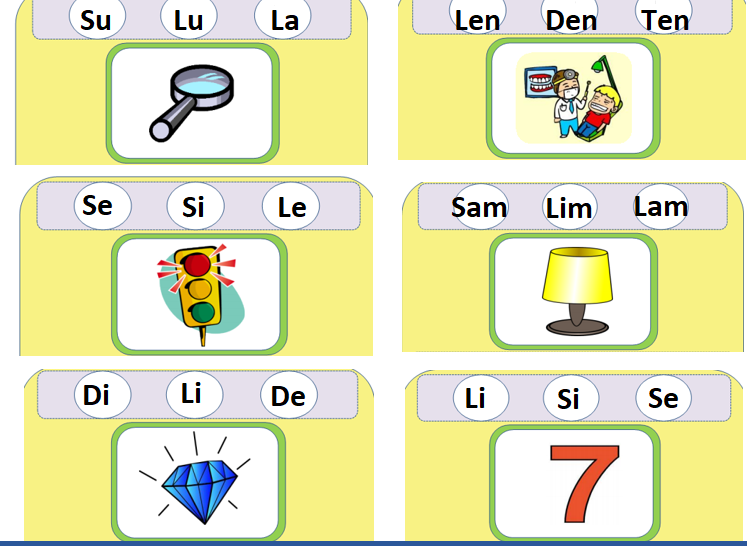 Su Lu La
Len Den Ten
Se Si Le
Sam Lim Lam
Di Li De
Li Si Se
7